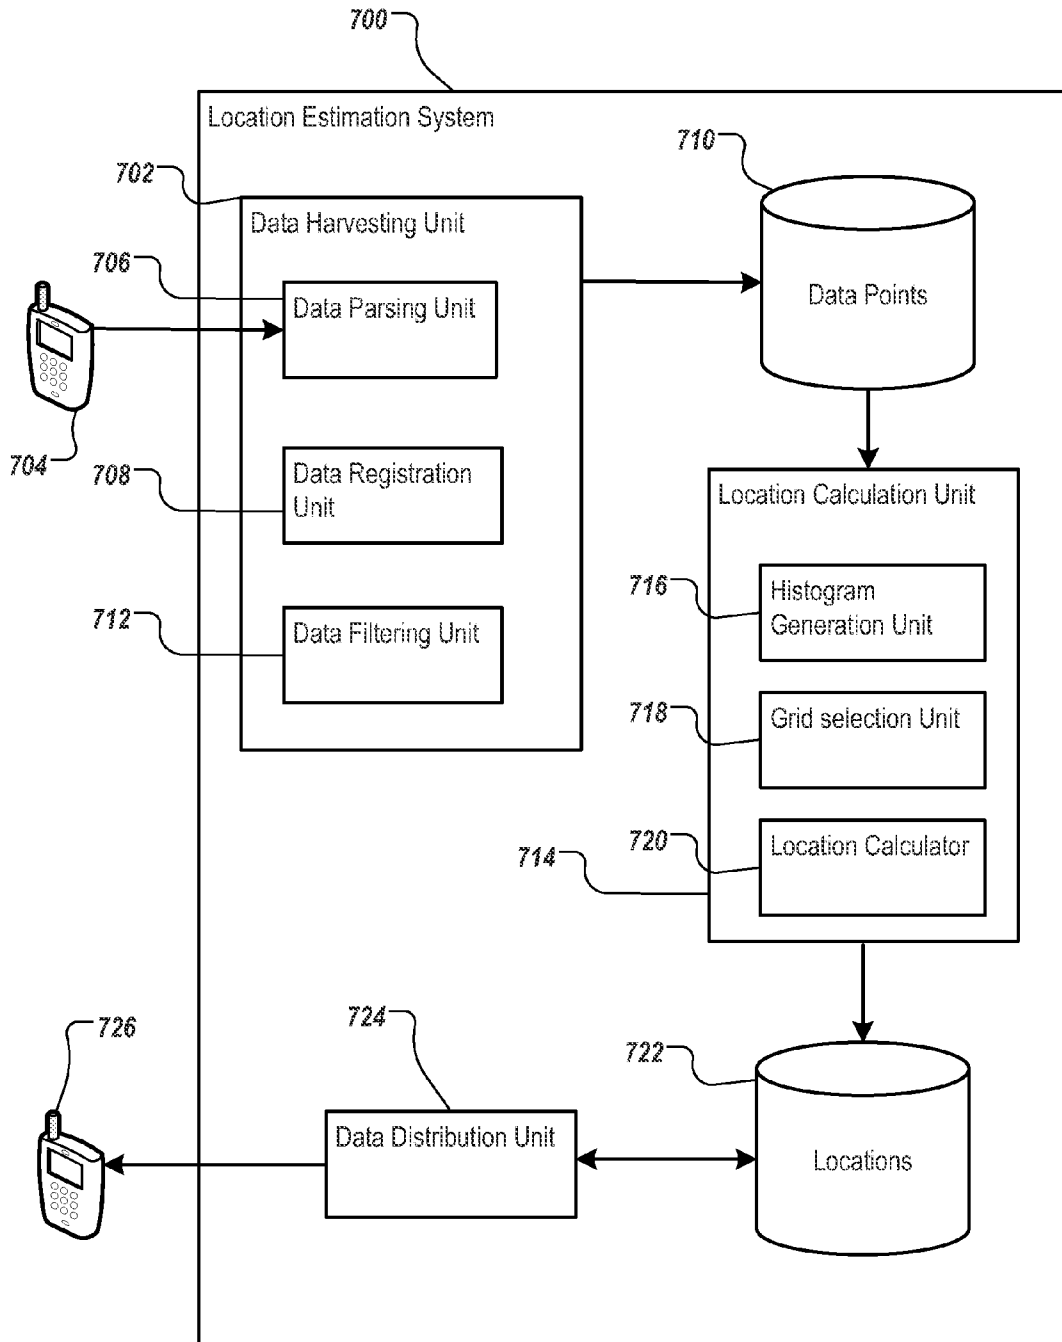 700
Location Estimation System
710
702
Data Harvesting Unit
706
Data Parsing Unit
Data Points
704
708
Data Registration
Unit
Location Calculation Unit
716
Histogram
Generation Unit
712
Data Filtering Unit
718
Grid selection Unit
720
Location Calculator
714
726
724
722
Data Distribution Unit
Locations